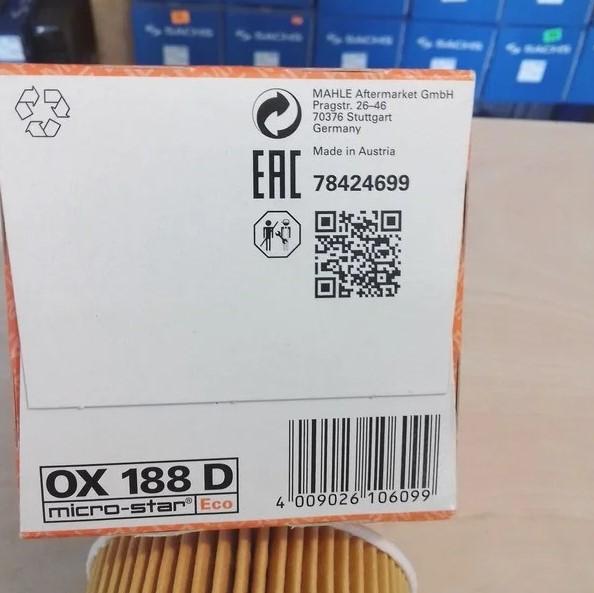 SACHS
SACHS
SACHS
SACHS
SACHS
MAHLE Aftermarket GmbH
Pragstr. 26–46
70376 Stuttgart
Germany
Made in Austria
EAC
78424699
OX 188 D
micro-star® Eco
4 009026 106099